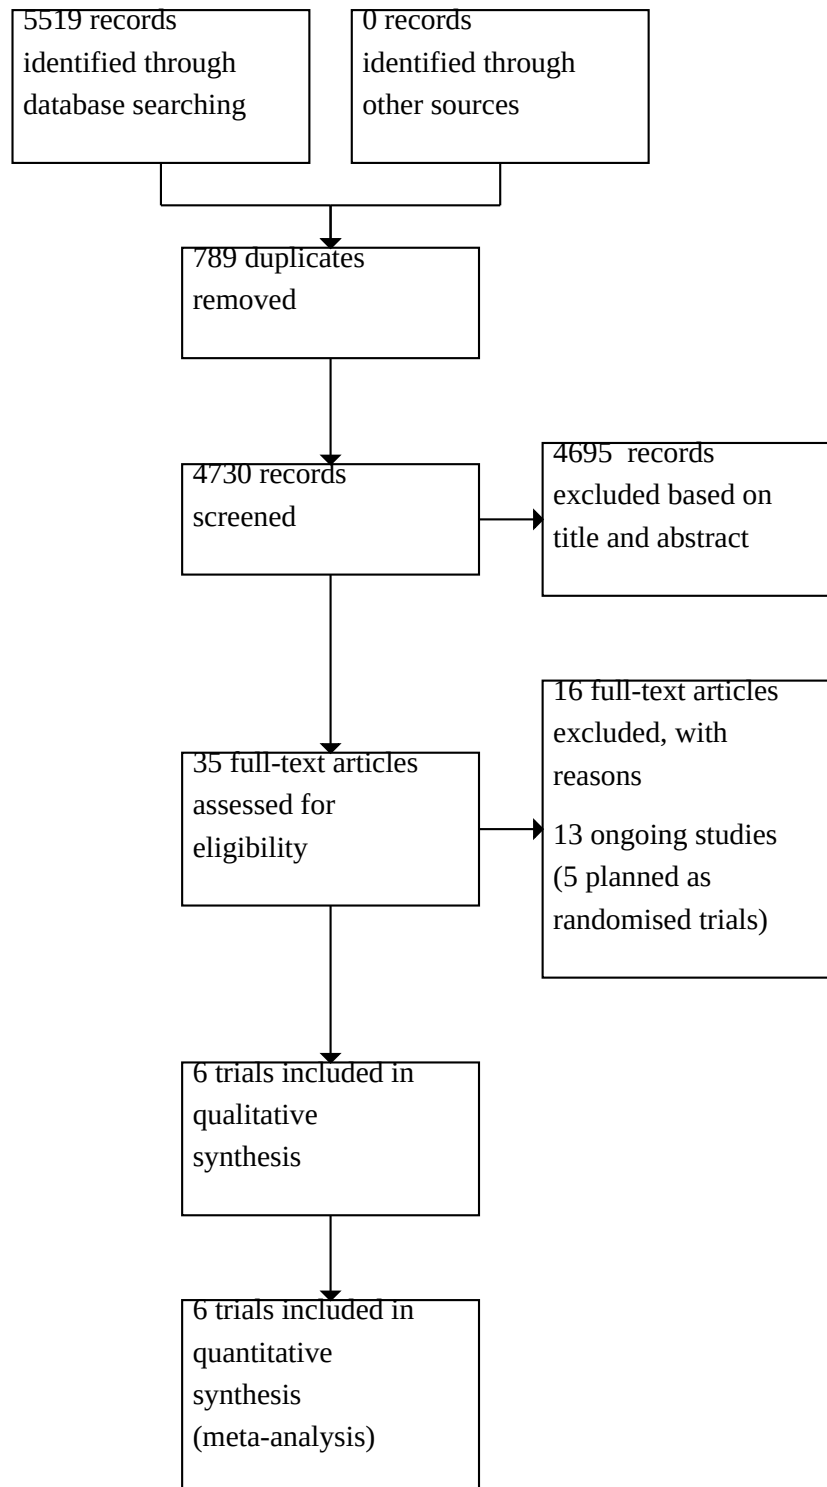 5519 records
identified through
database searching
0 records
identified through
other sources
789 duplicates
removed
4730 records
screened
4695  records
excluded based on
title and abstract
35 full-text articles
assessed for
eligibility
16 full-text articles
excluded, with
reasons
13 ongoing studies
(5 planned as
randomised trials)
6 trials included in
qualitative
synthesis
6 trials included in
quantitative
synthesis
(meta-analysis)